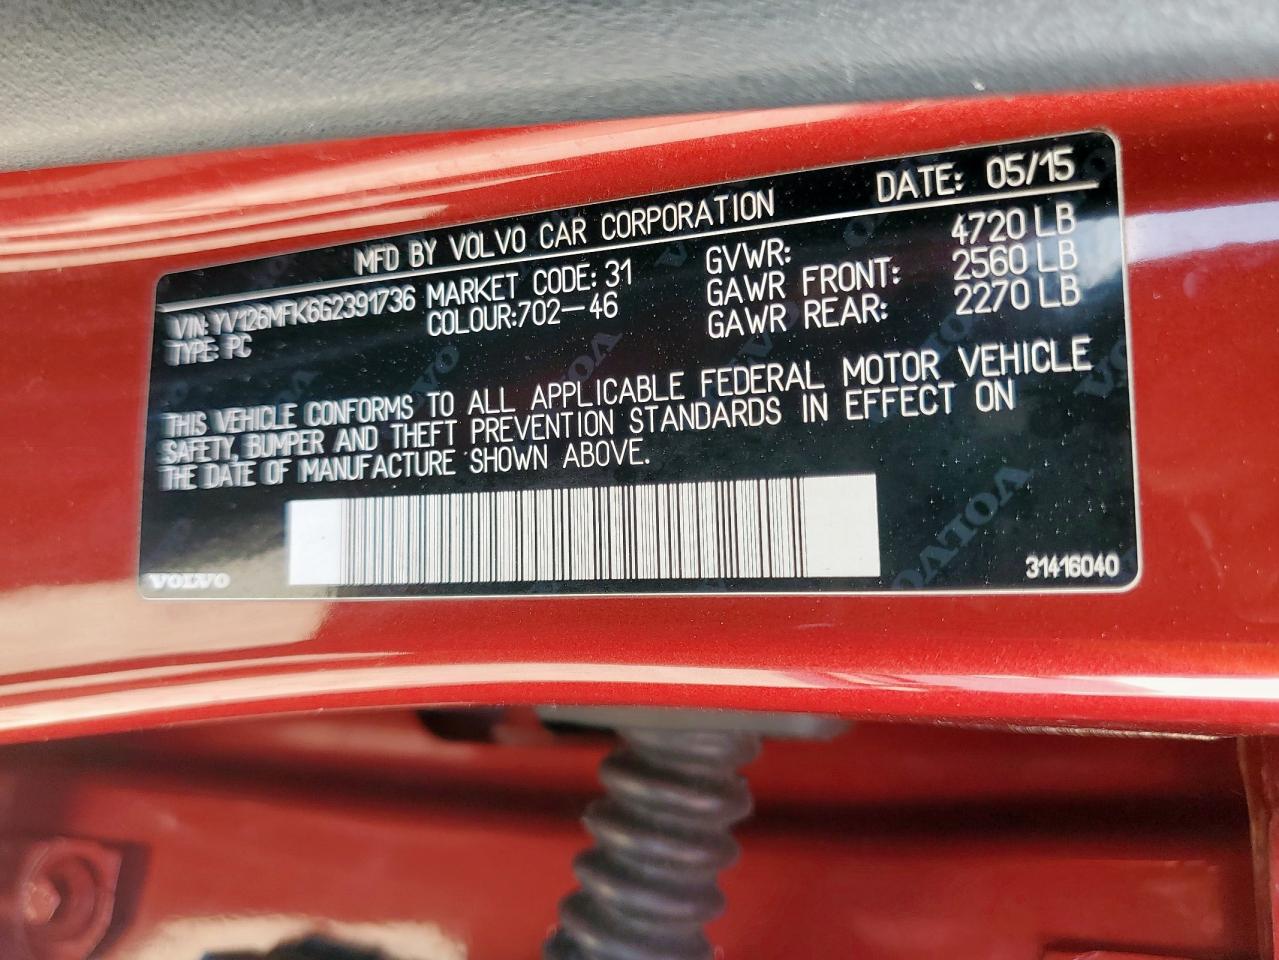 MFD BY VOLVO CAR CORPORATION DATE: 05/15
VIN: YV126MFK6G2391736 MARKET CODE: 31 GVWR: 4720 LB
TYPE: PC COLOUR:702-46 GAWR FRONT: 2560 LB
GAWR REAR: 2270 LB
THIS VEHICLE CONFORMS TO ALL APPLICABLE FEDERAL MOTOR VEHICLE
SAFETY, BUMPER AND THEFT PREVENTION STANDARDS IN EFFECT ON
THE DATE OF MANUFACTURE SHOWN ABOVE.
VOLVO 31416040